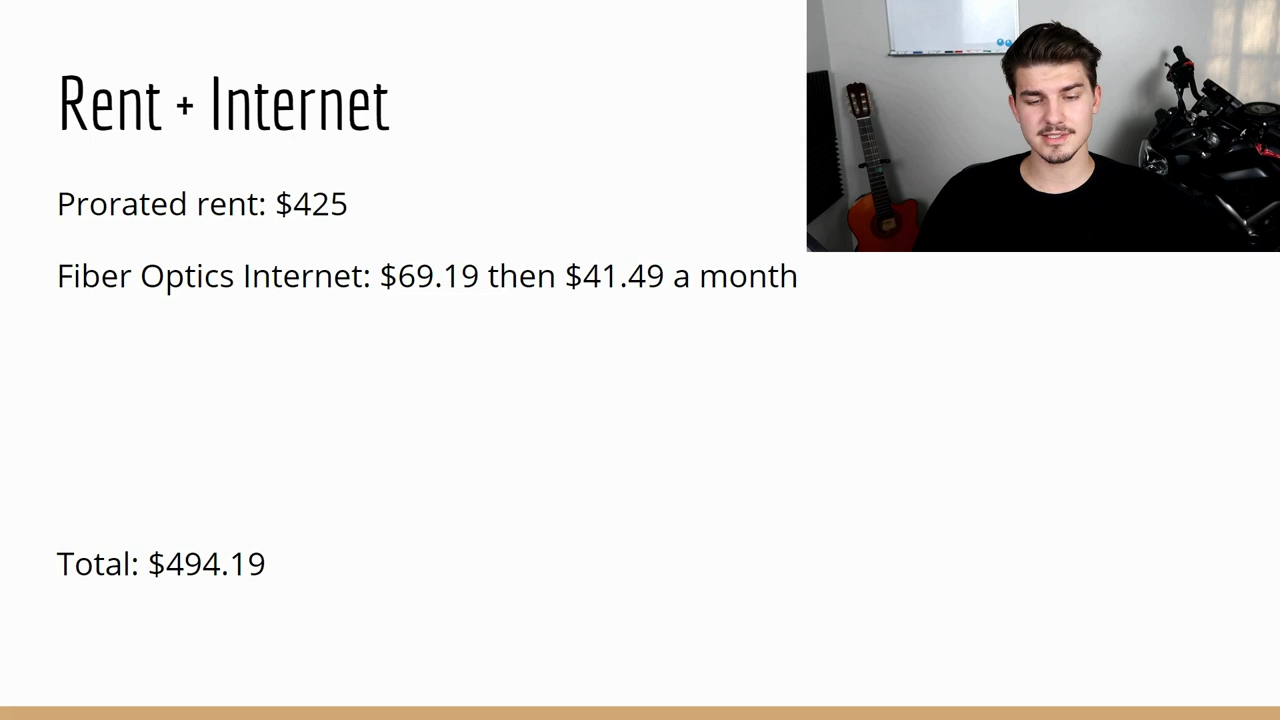 Rent + Internet
Prorated rent: $425
Fiber Optics Internet: $69.19 then $41.49 a month
Total: $494.19